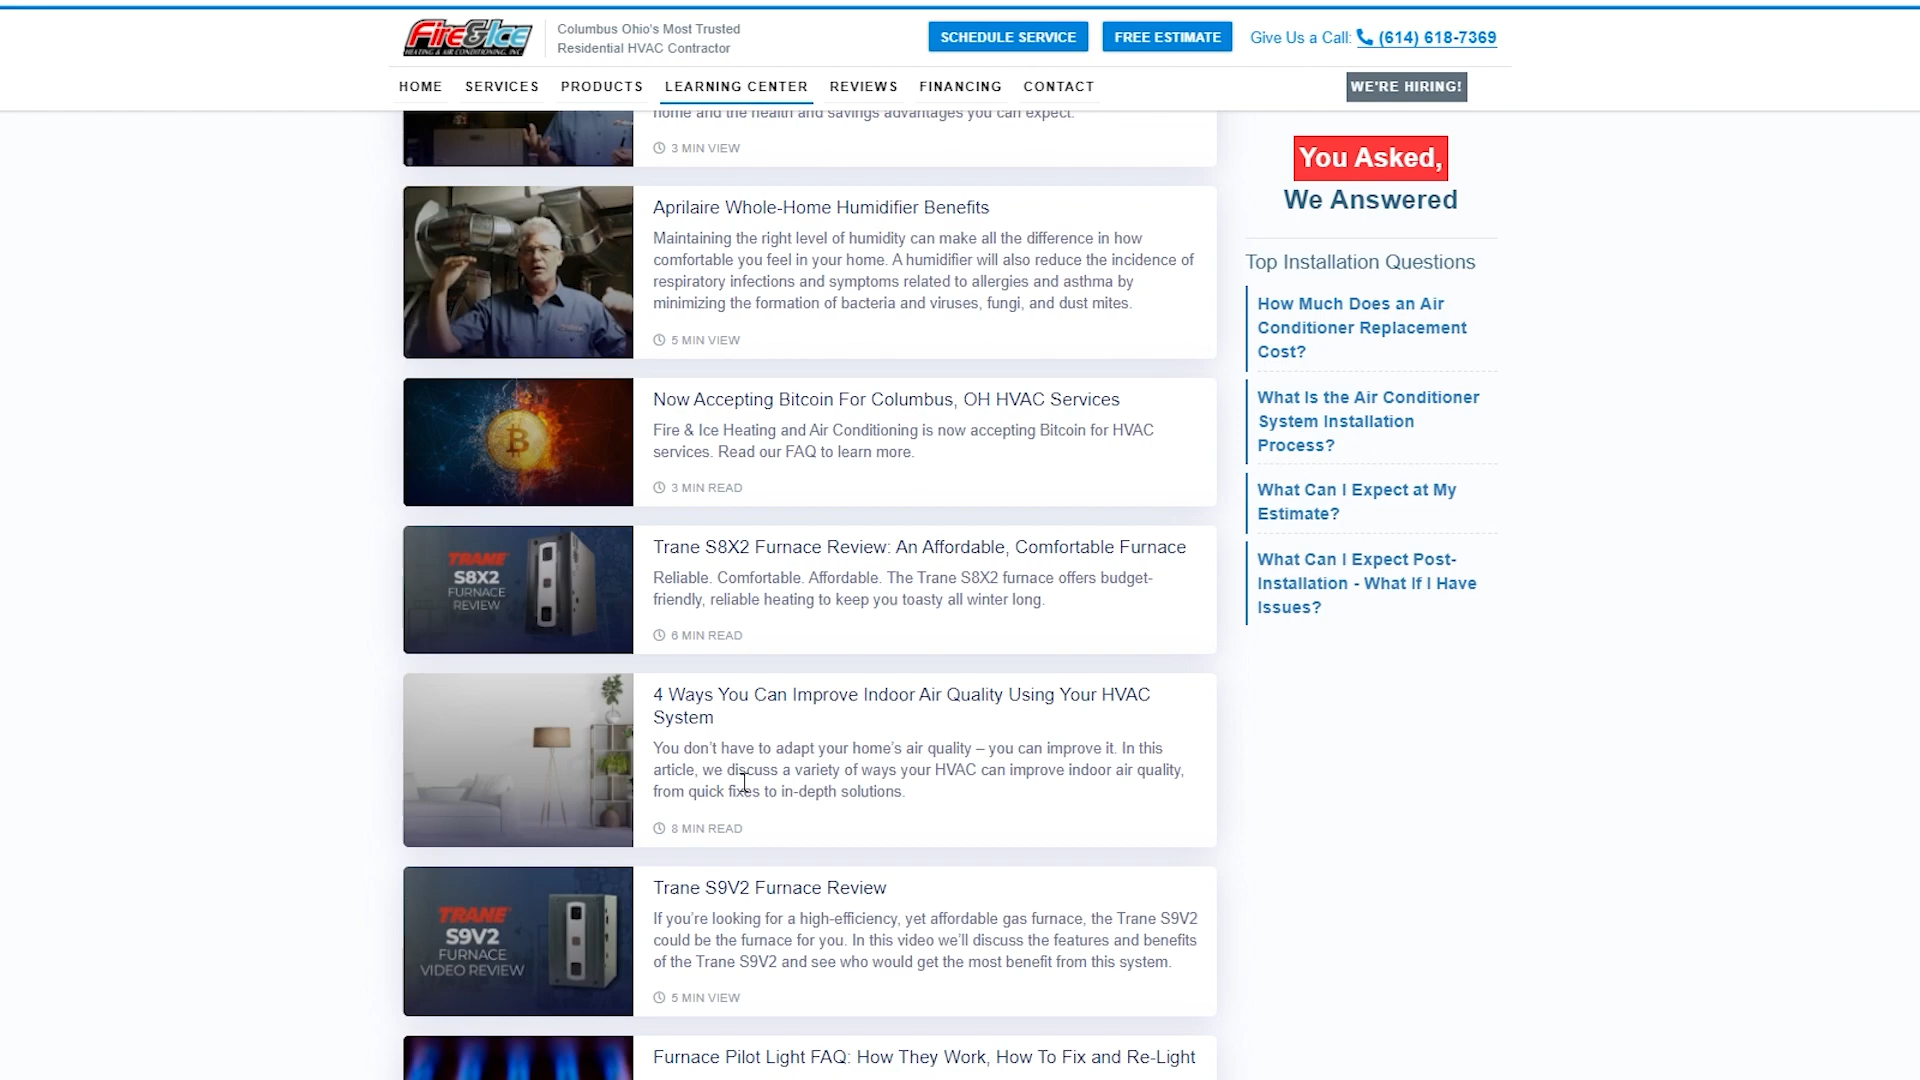 Fire & Ice
HEATING & AIR CONDITIONING, INC.
Columbus Ohio's Most Trusted
Residential HVAC Contractor
SCHEDULE SERVICE
FREE ESTIMATE
Give Us a Call: (614) 618-7369
HOME
SERVICES
PRODUCTS
LEARNING CENTER
REVIEWS
FINANCING
CONTACT
WE'RE HIRING!
home and the health and savings advantages you can expect.
3 MIN VIEW
Aprilaire Whole-Home Humidifier Benefits
Maintaining the right level of humidity can make all the difference in how
comfortable you feel in your home. A humidifier will also reduce the incidence of
respiratory infections and symptoms related to allergies and asthma by
minimizing the formation of bacteria and viruses, fungi, and dust mites.
5 MIN VIEW
Now Accepting Bitcoin For Columbus, OH HVAC Services
Fire & Ice Heating and Air Conditioning is now accepting Bitcoin for HVAC
services. Read our FAQ to learn more.
3 MIN READ
TRANE
S8X2
FURNACE
REVIEW
Trane S8X2 Furnace Review: An Affordable, Comfortable Furnace
Reliable. Comfortable. Affordable. The Trane S8X2 furnace offers budget-
friendly, reliable heating to keep you toasty all winter long.
6 MIN READ
4 Ways You Can Improve Indoor Air Quality Using Your HVAC
System
You don’t have to adapt your home’s air quality – you can improve it. In this
article, we discuss a variety of ways your HVAC can improve indoor air quality,
from quick fixes to in-depth solutions.
8 MIN READ
TRANE
S9V2
FURNACE
VIDEO REVIEW
Trane S9V2 Furnace Review
If you’re looking for a high-efficiency, yet affordable gas furnace, the Trane S9V2
could be the furnace for you. In this video we’ll discuss the features and benefits
of the Trane S9V2 and see who would get the most benefit from this system.
5 MIN VIEW
Furnace Pilot Light FAQ: How They Work, How To Fix and Re-Light
You Asked,
We Answered
Top Installation Questions
How Much Does an Air
Conditioner Replacement
Cost?
What Is the Air Conditioner
System Installation
Process?
What Can I Expect at My
Estimate?
What Can I Expect Post-
Installation - What If I Have
Issues?